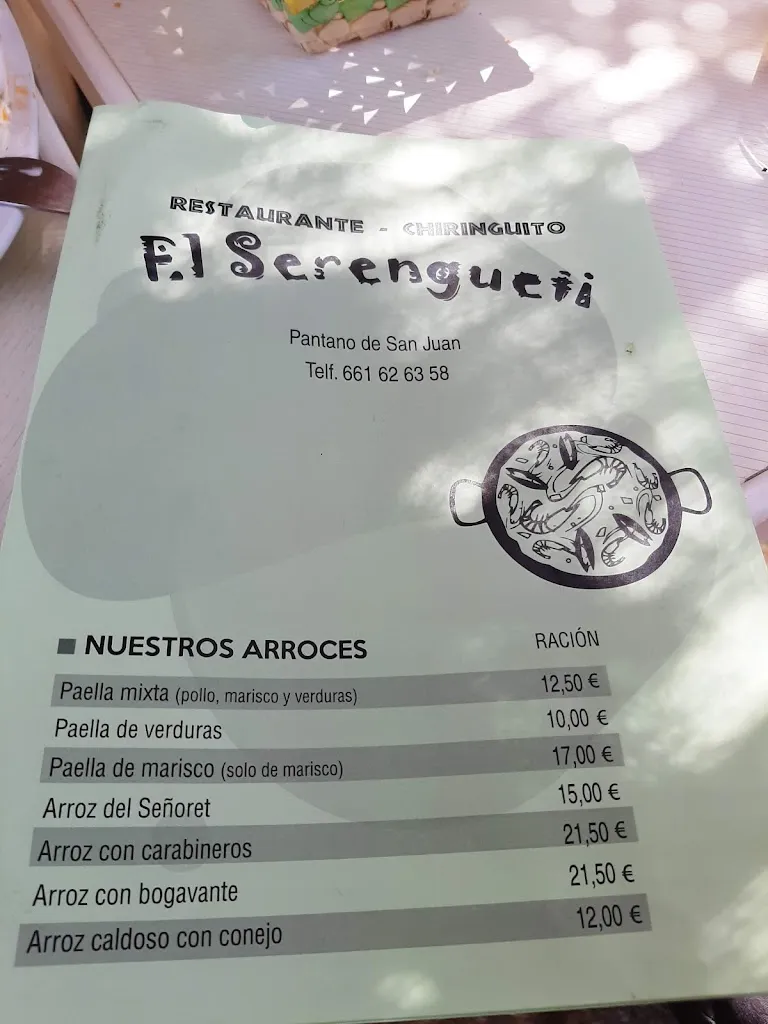 RESTAURANTE - CHIRINGUITO
El Serengueti
Pantano de San Juan
Telf. 661 62 63 58
NUESTROS ARROCES RACIÓN
Paella mixta (pollo, marisco y verduras) 12,50 €
Paella de verduras 10,00 €
Paella de marisco (solo de marisco) 17,00 €
Arroz del Señoret 15,00 €
Arroz con carabineros 21,50 €
Arroz con bogavante 21,50 €
Arroz caldoso con conejo 12,00 €